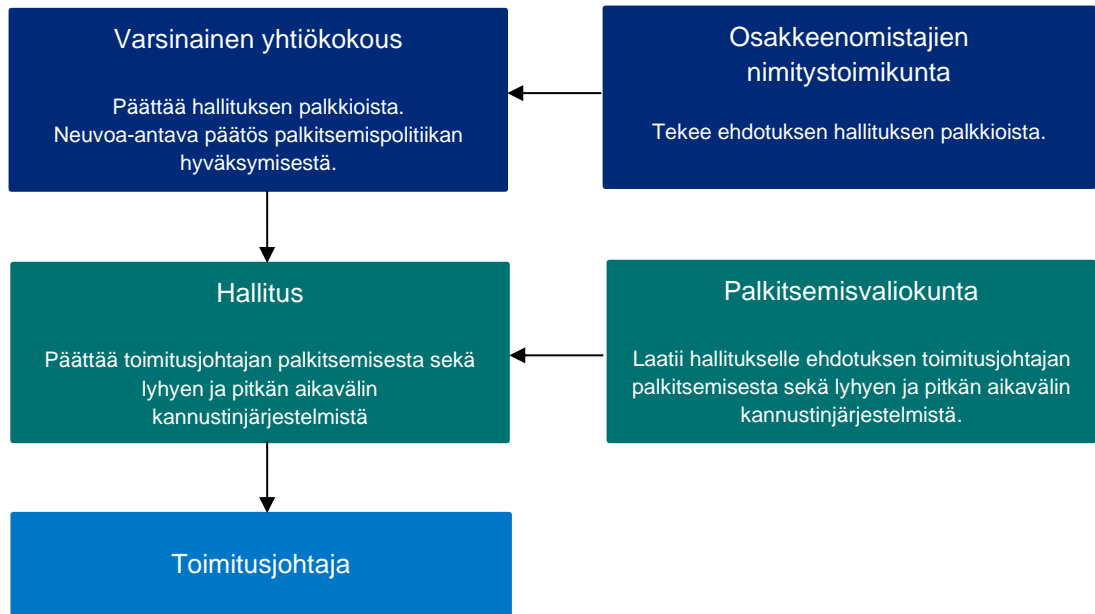 Varsinainen yhtiökokous
Päättää hallituksen palkkioista.
Neuvoa-antava päätös palkitsemispolitiikan
hyväksymisestä.
Osakkeenomistajien
nimitystoimikunta
Tekee ehdotuksen hallituksen palkkioista.
Hallitus
Päättää toimitusjohtajan palkitsemisesta sekä
lyhyen ja pitkän aikavälin
kannustinjärjestelmistä
Palkitsemisvaliokunta
Laatii hallitukselle ehdotuksen toimitusjohtajan
palkitsemisesta sekä lyhyen ja pitkän aikavälin
kannustinjärjestelmistä.
Toimitusjohtaja